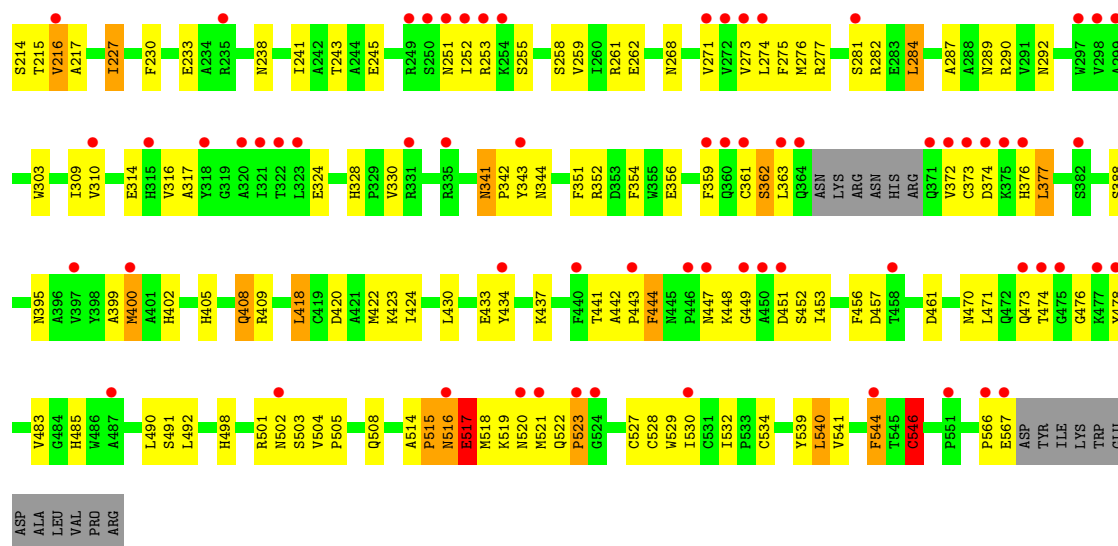 S214 T215 V216 A217 I227 F230 E233 A234 R235 N238 I241 A242 T243 A244 E245 R249 S250 N251 I252 R253 K254 S255 S258 V259 I260 R261 E262 N268 V271 V272 V273 L274 F275 M276 R277 S281 R282 E283 L284 A287 A288 N289 R290 V291 N292 W297 V298 A299
W303 I309 V310 E314 H315 V316 A317 Y318 G319 A320 I321 T322 L323 E324 H328 P329 V330 R331 R335 N341 P342 Y343 N344 F351 R352 D353 F354 W355 E356 F359 Q360 C361 S362 L363 Q364 ASN LYS ARG ASN HIS ARG Q371 V372 C373 D374 K375 H376 L377 S382 S388
N395 A396 V397 Y398 A399 M400 A401 H402 H405 Q408 R409 L418 C419 D420 A421 M422 K423 I424 L430 E433 Y434 K437 F440 T441 A442 P443 F444 N445 P446 N447 K448 G449 A450 D451 S452 I453 F456 D457 T458 D461 N470 L471 Q472 Q473 T474 G475 G476 K477 Y478
V483 G484 H485 W486 A487 L490 S491 L492 H498 R501 N502 S503 V504 P505 Q508 A514 P515 N516 E517 M518 K519 N520 M521 Q522 P523 G524 C527 C528 W529 I530 C531 I532 P533 C534 Y539 L540 V541 F544 T545 C546 P551 P566 E567 ASP TYR ILE LYS TRP GLU
ASP ALA LEU VAL PRO ARG